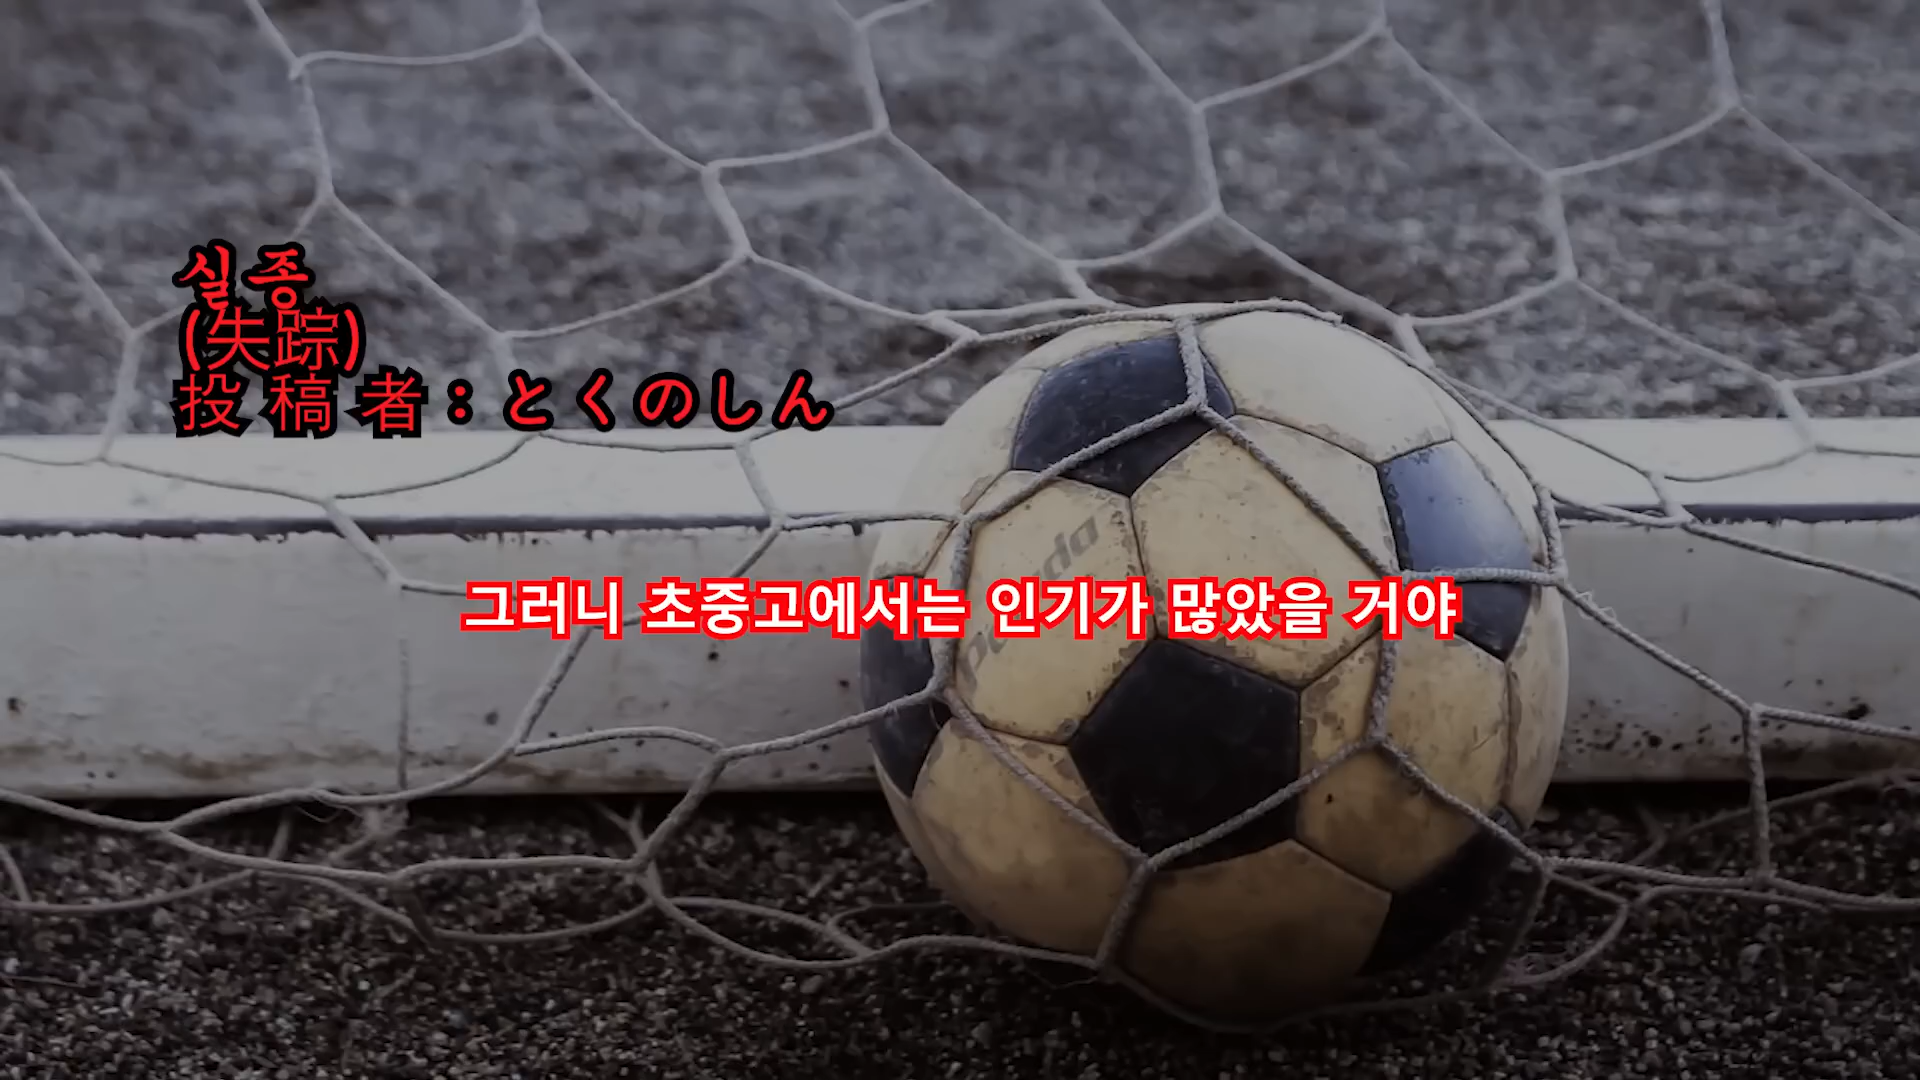 실종
(失踪)
投稿者：とくのしん
그러니 초중고에서는 인기가 많았을 거야